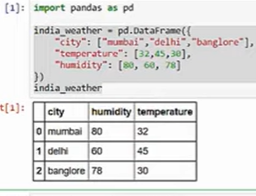 [1]: import pandas as pd
india_weather = pd.DataFrame({
"city": ["mumbai","delhi","banglore"],
"temperature": [32,45,30],
"humidity": [80, 60, 78]
})
india_weather
t[1]:
city humidity temperature
0 mumbai 80 32
1 delhi 60 45
2 banglore 78 30